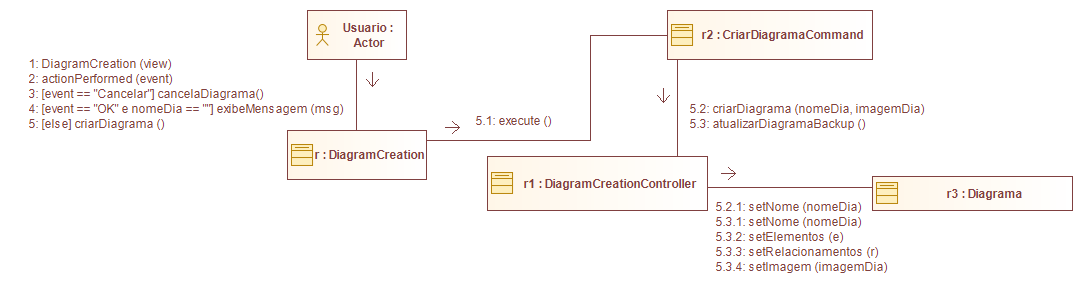 Usuario :
Actor
r2 : CriarDiagramaCommand
1: DiagramCreation (view)
2: actionPerformed (event)
3: [event == "Cancelar"] cancelaDiagrama()
4: [event == "OK" e nomeDia == ""] exibeMensagem (msg)
5: [else] criarDiagrama ()
5.1: execute ()
5.2: criarDiagrama (nomeDia, imagemDia)
5.3: atualizarDiagramaBackup ()
r : DiagramCreation
r1 : DiagramCreationController
r3 : Diagrama
5.2.1: setNome (nomeDia)
5.3.1: setNome (nomeDia)
5.3.2: setElementos (e)
5.3.3: setRelacionamentos (r)
5.3.4: setImagem (imagemDia)